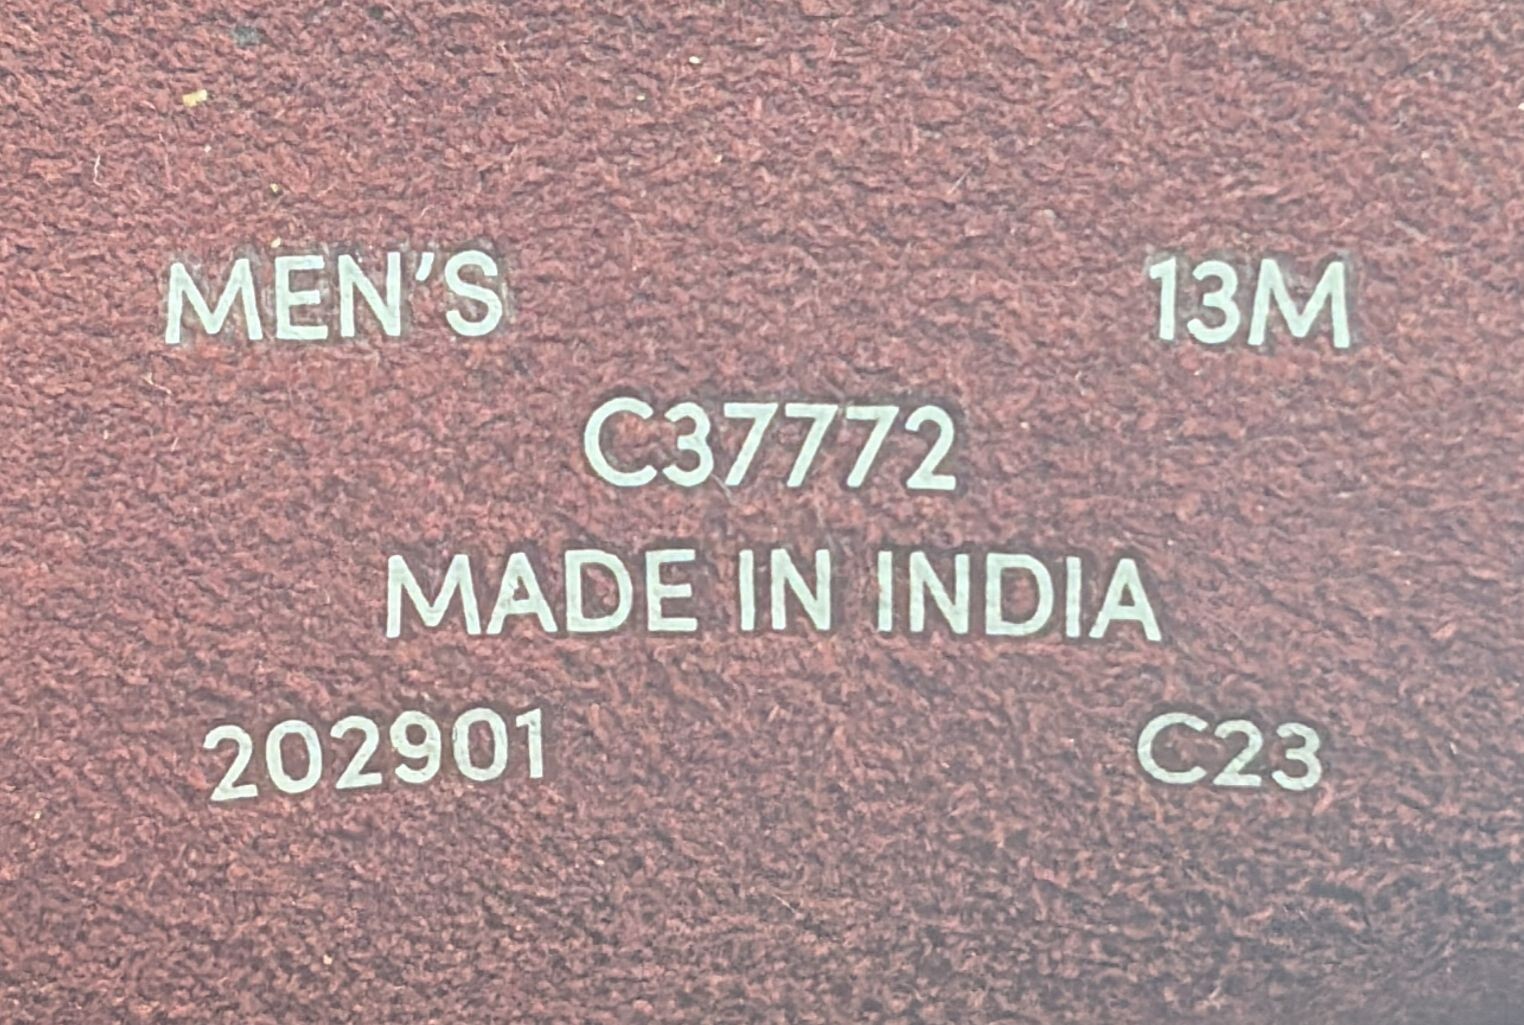 MEN'S 13M
C37772
MADE IN INDIA
202901 C23